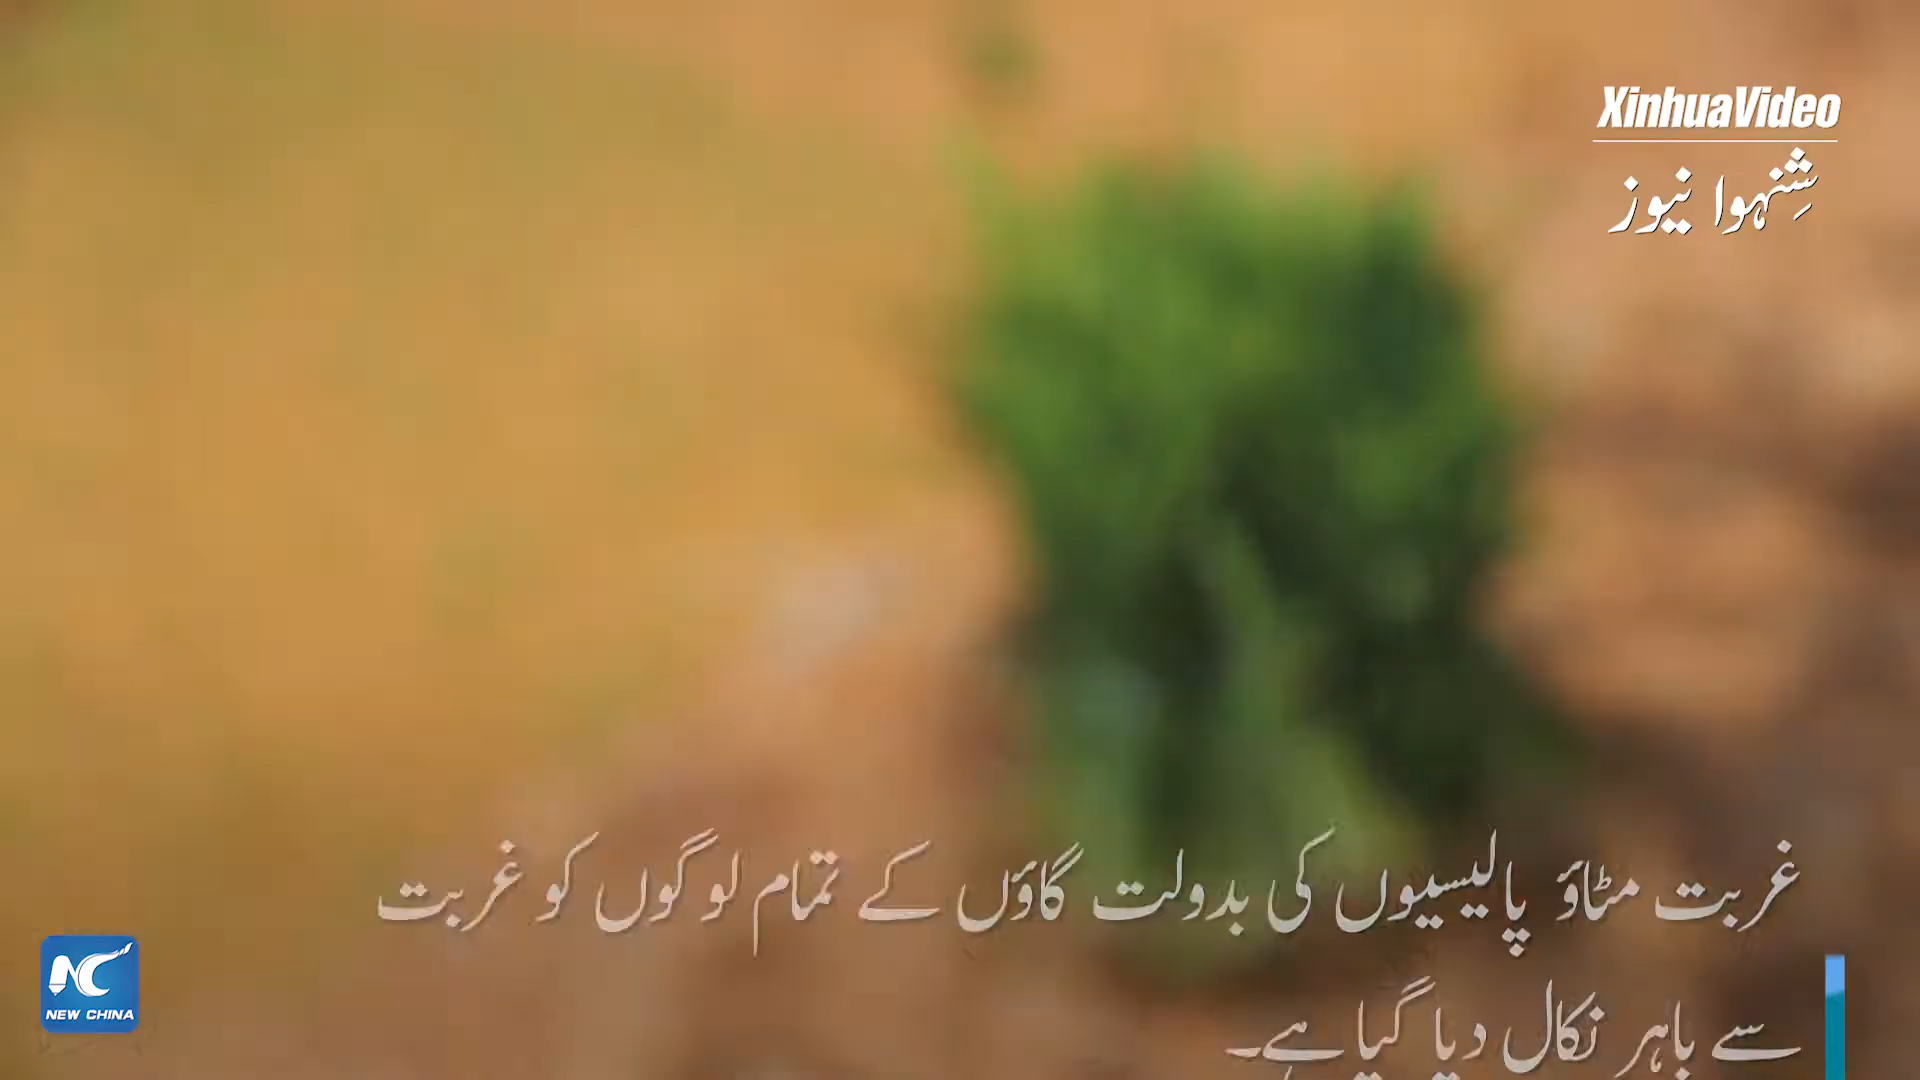 XinhuaVideo
شِنہوا نیوز
غربت مٹاؤ پالیسیوں کی بدولت گاؤں کے تمام لوگوں کو غربت
سے باہر نکال دیا گیا ہے۔
NEW CHINA